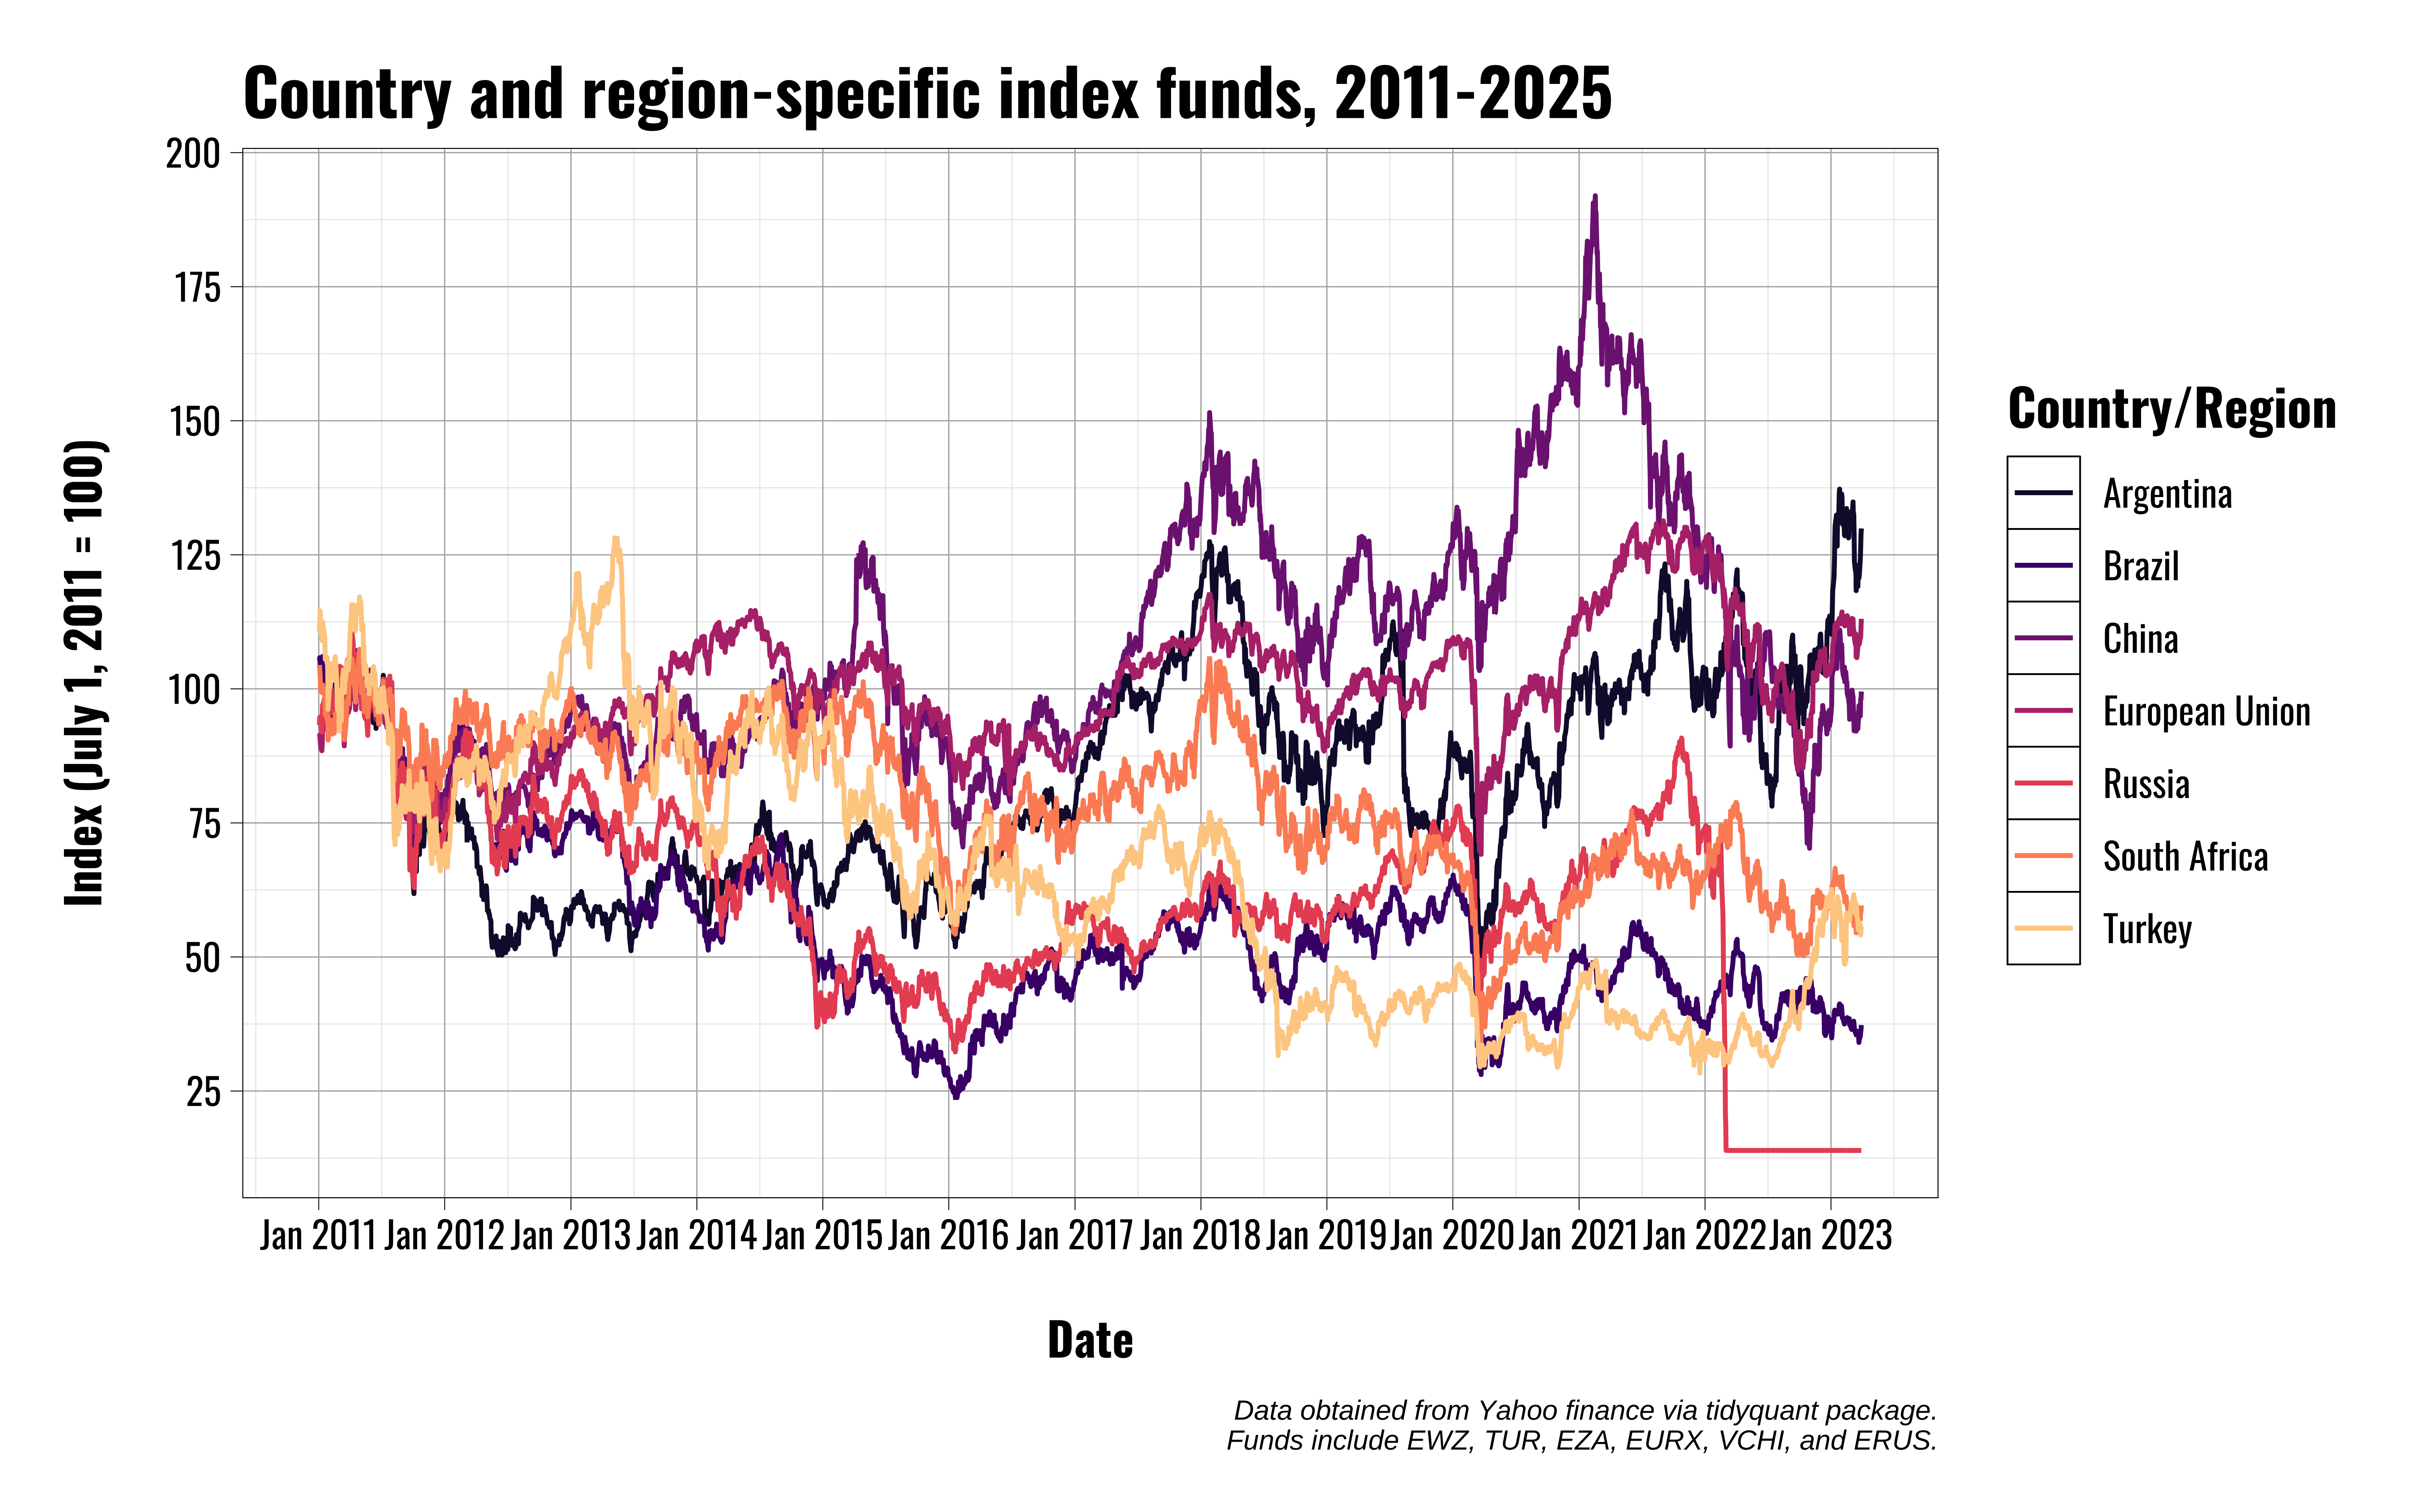 Country and region-specific index funds, 2011-2025
Index (July 1, 2011 = 100)
200
175
150
125
100
75
50
25
Jan 2011 Jan 2012 Jan 2013 Jan 2014 Jan 2015 Jan 2016 Jan 2017 Jan 2018 Jan 2019 Jan 2020 Jan 2021 Jan 2022 Jan 2023
Date
Country/Region
Argentina
Brazil
China
European Union
Russia
South Africa
Turkey
Data obtained from Yahoo finance via tidyquant package.
Funds include EWZ, TUR, EZA, EURX, VCHI, and ERUS.